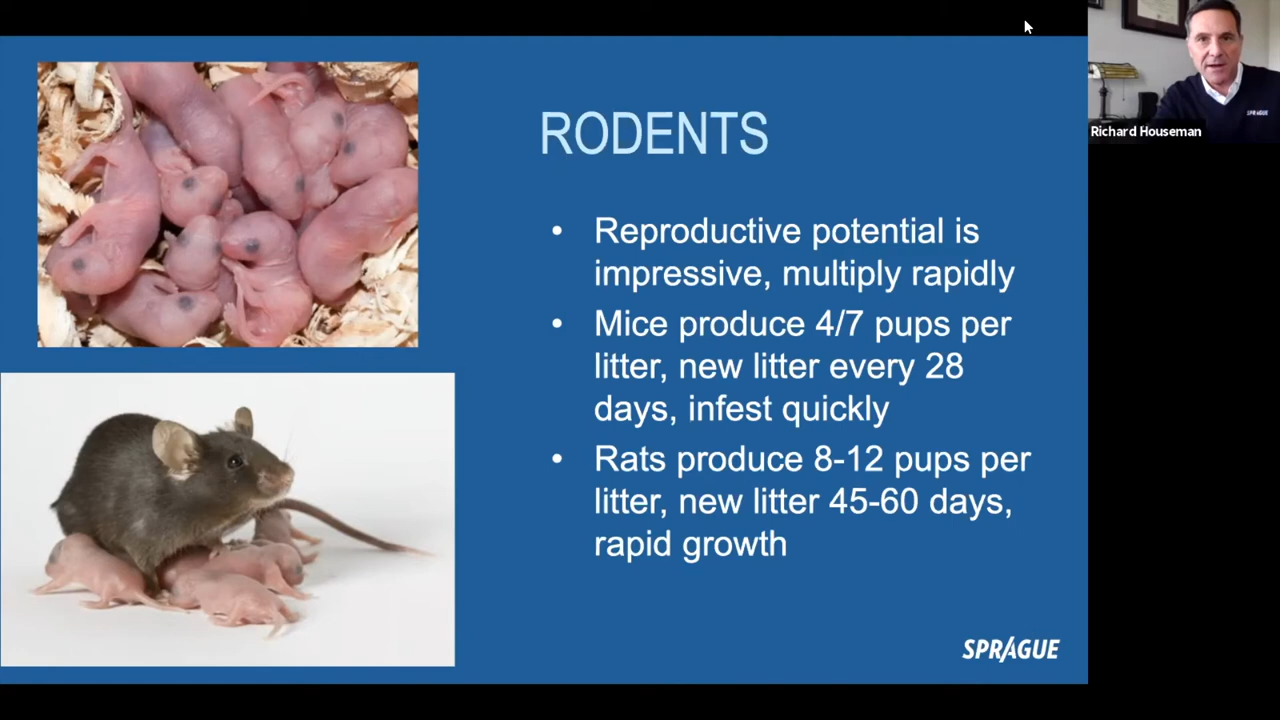 RODENTS
• Reproductive potential is
impressive, multiply rapidly
• Mice produce 4/7 pups per
litter, new litter every 28
days, infest quickly
• Rats produce 8-12 pups per
litter, new litter 45-60 days,
rapid growth
SPRAGUE
SPRAGUE
Richard Houseman